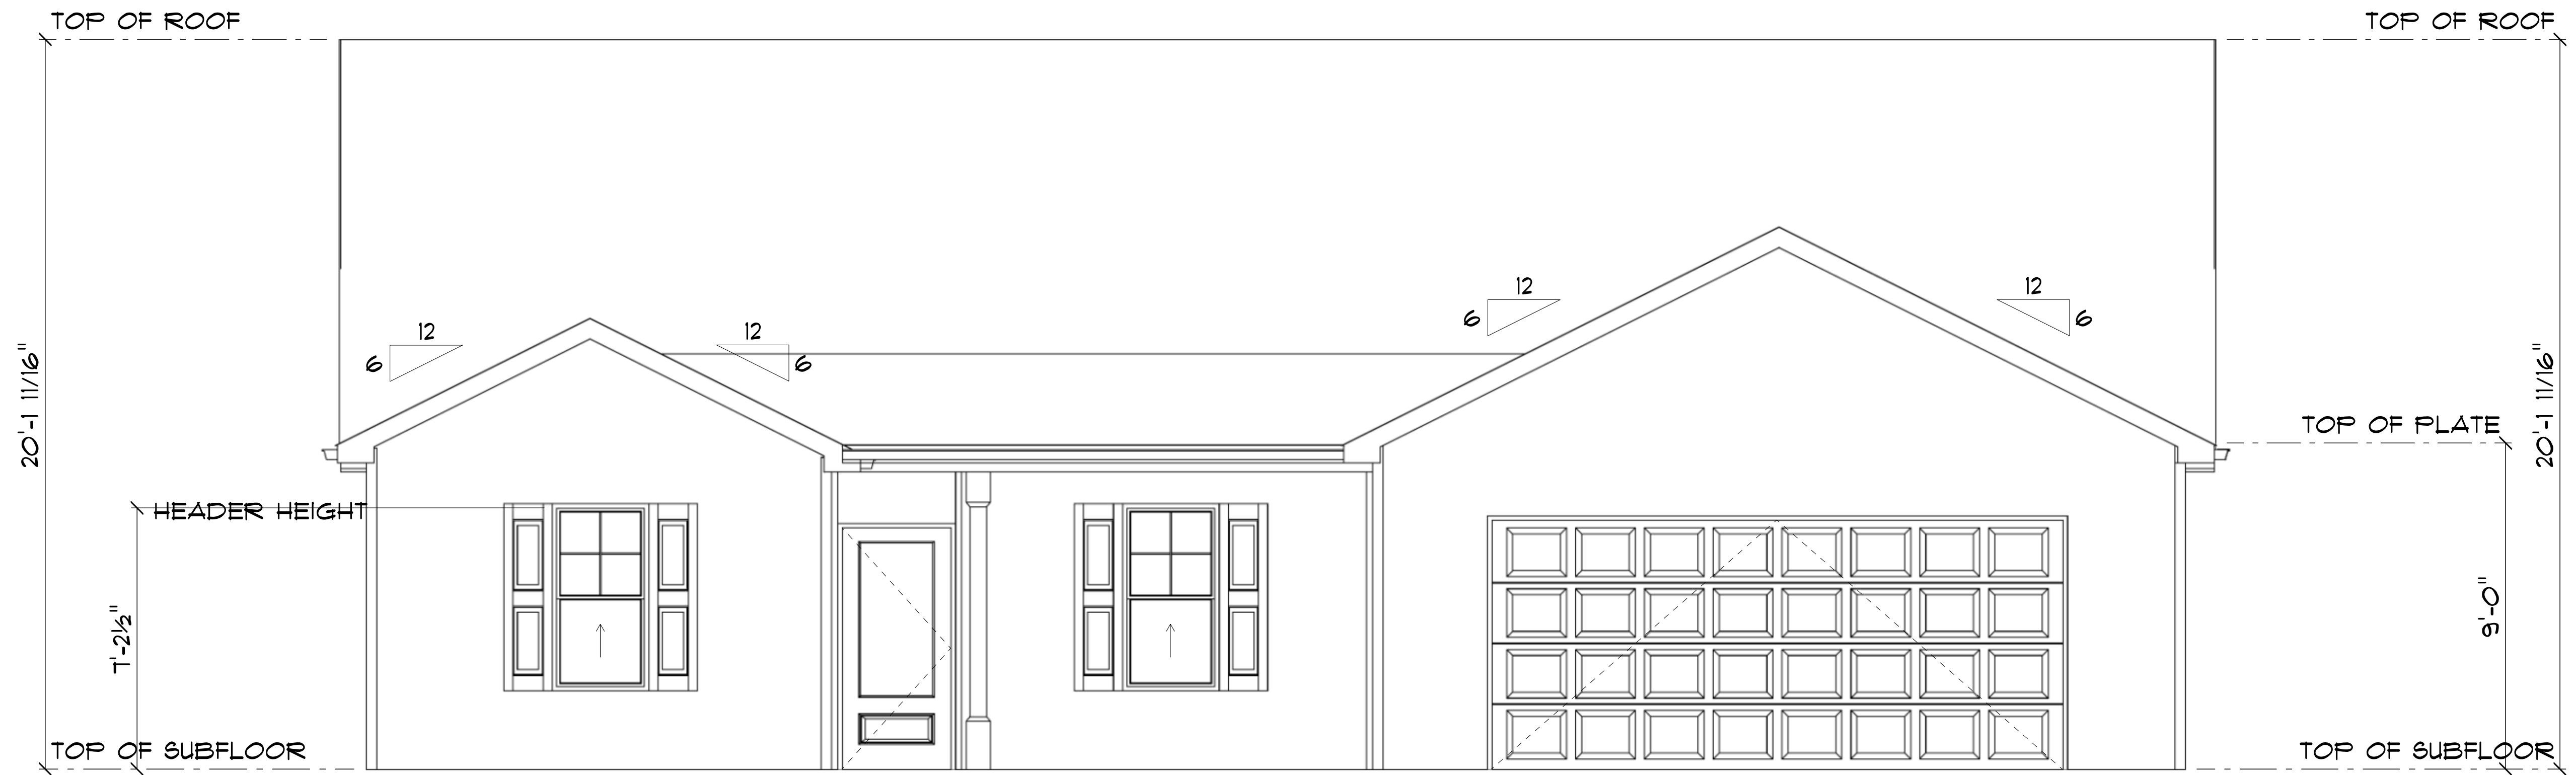 TOP OF ROOF
TOP OF ROOF
12
6
12
6
12
6
12
6
20'-1 11/16"
20'-1 11/16"
TOP OF PLATE
HEADER HEIGHT
7'-2½"
9'-0"
TOP OF SUBFLOOR
TOP OF SUBFLOOR